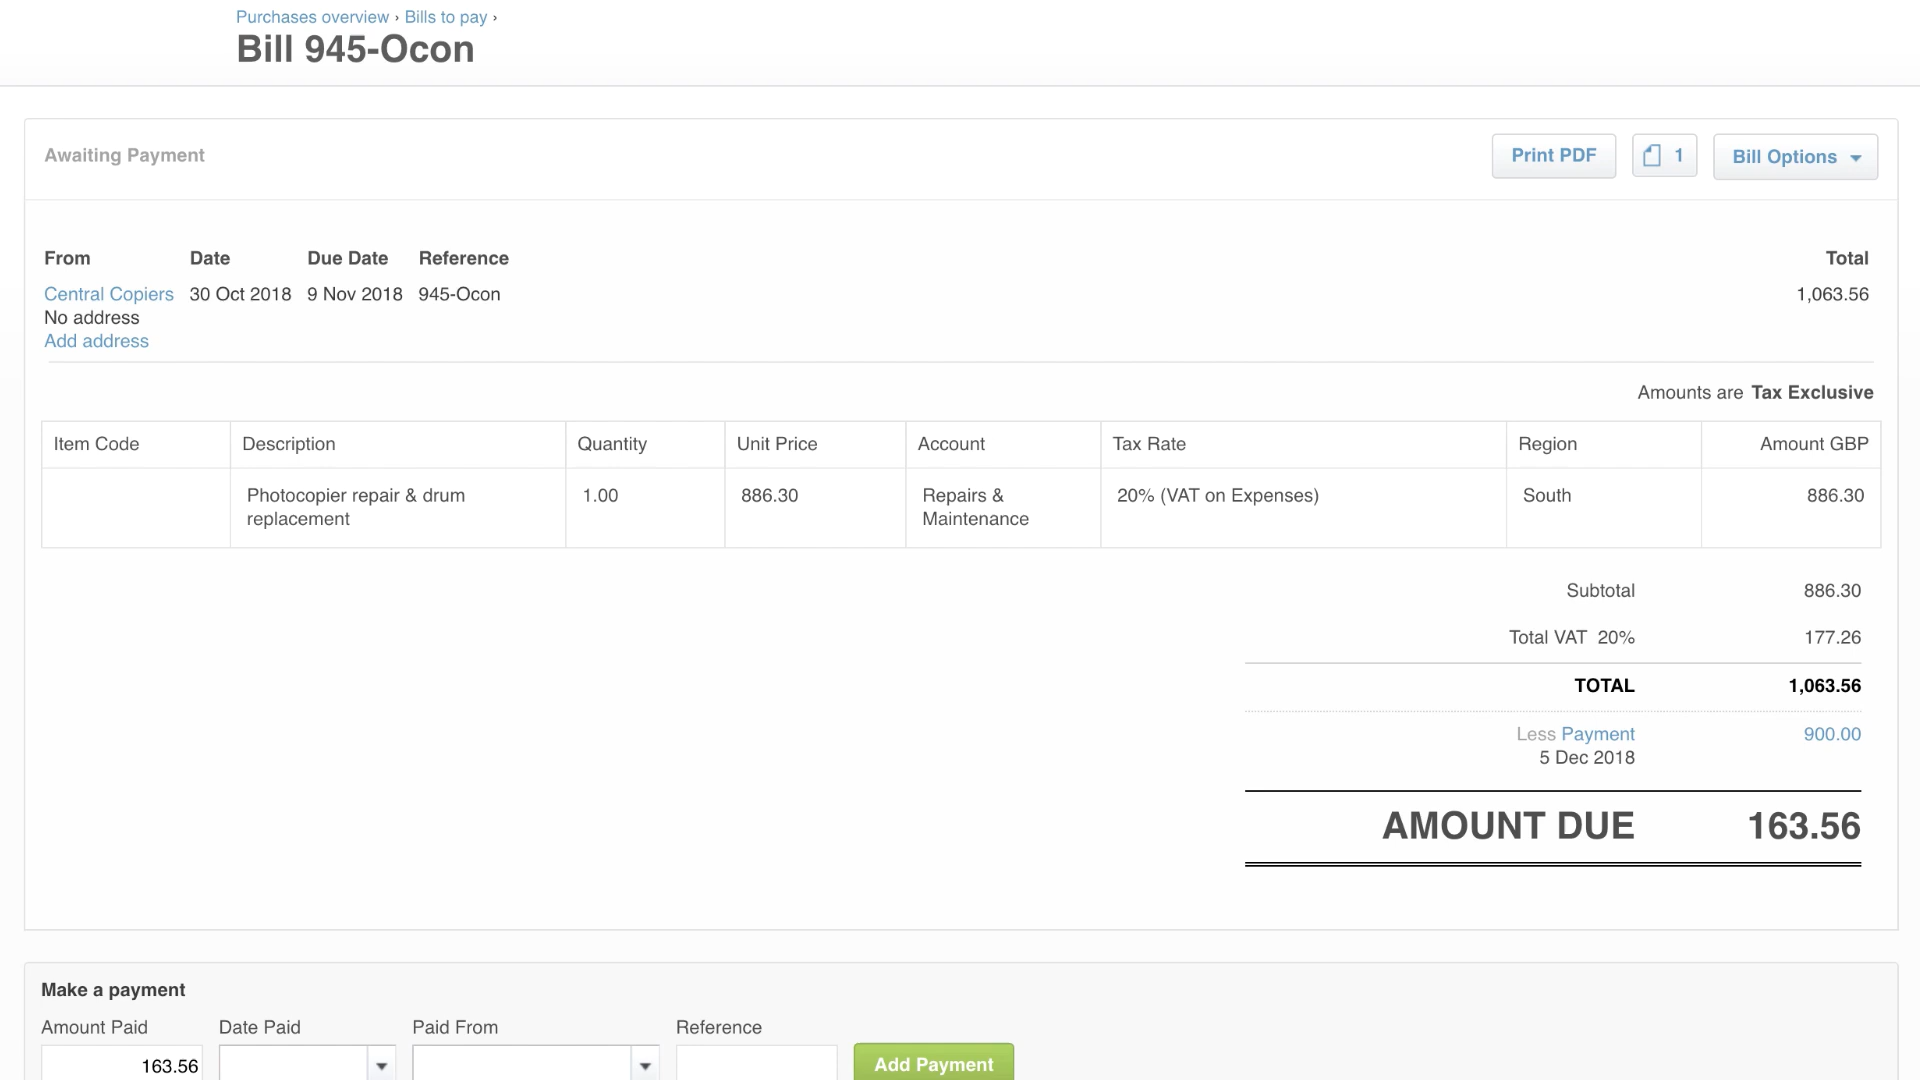 Purchases overview › Bills to pay ›
Bill 945-Ocon
Awaiting Payment
Print PDF
1
Bill Options
From Date Due Date Reference Total
Central Copiers 30 Oct 2018 9 Nov 2018 945-Ocon 1,063.56
No address
Add address
Amounts are Tax Exclusive
Item Code Description Quantity Unit Price Account Tax Rate Region Amount GBP
Photocopier repair & drum 1.00 886.30 Repairs & 20% (VAT on Expenses) South 886.30
replacement Maintenance
Subtotal 886.30
Total VAT 20% 177.26
TOTAL 1,063.56
Less Payment 900.00
5 Dec 2018
AMOUNT DUE 163.56
Make a payment
Amount Paid Date Paid Paid From Reference
163.56 Add Payment